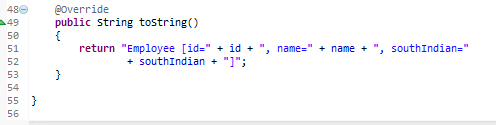 48 @Override
49 public String toString()
50 {
51 return "Employee [id=" + id + ", name=" + name + ", southIndian="
52 + southIndian + "]";
53 }
54
55 }
56